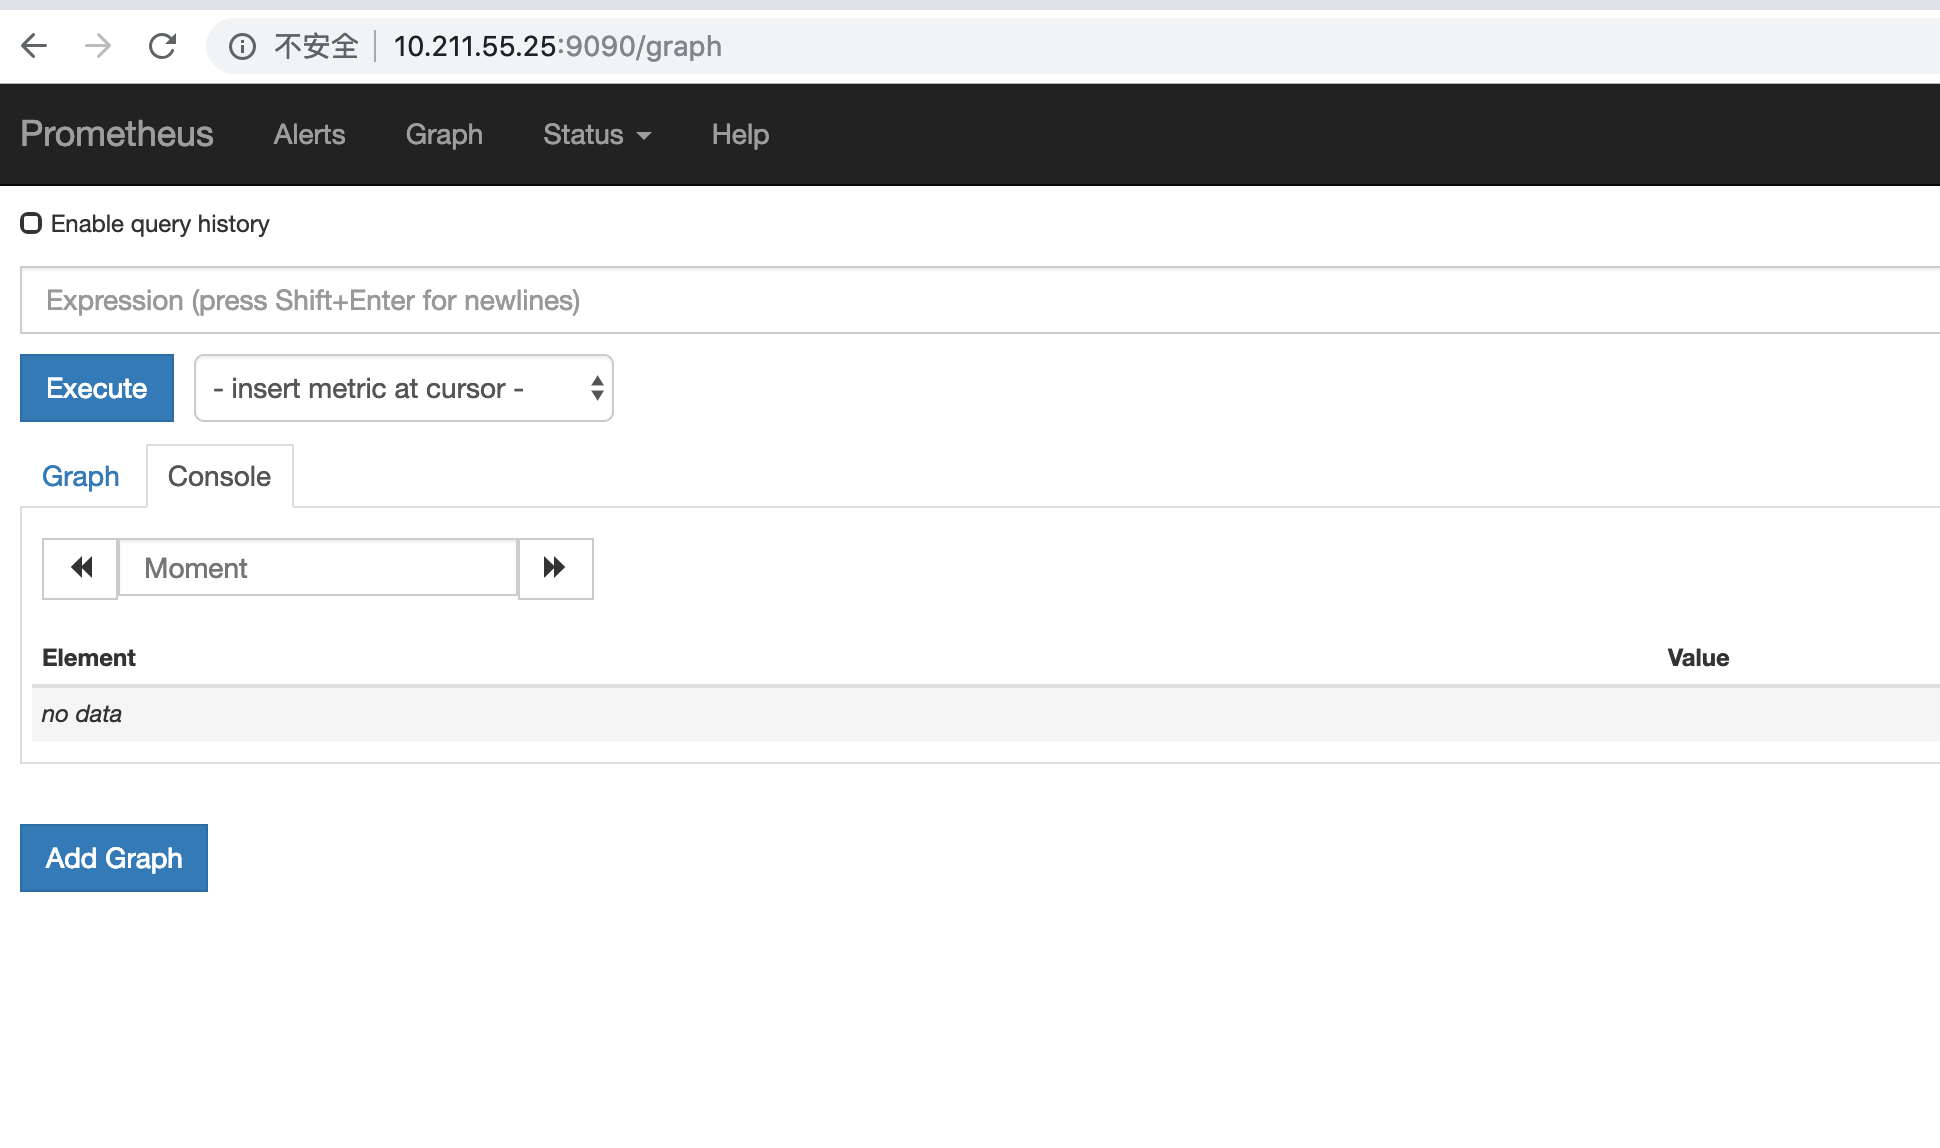 不安全 10.211.55.25:9090/graph
Prometheus Alerts Graph Status Help
Enable query history
Expression (press Shift+Enter for newlines)
Execute - insert metric at cursor -
Graph Console
Moment
Element Value
no data
Add Graph